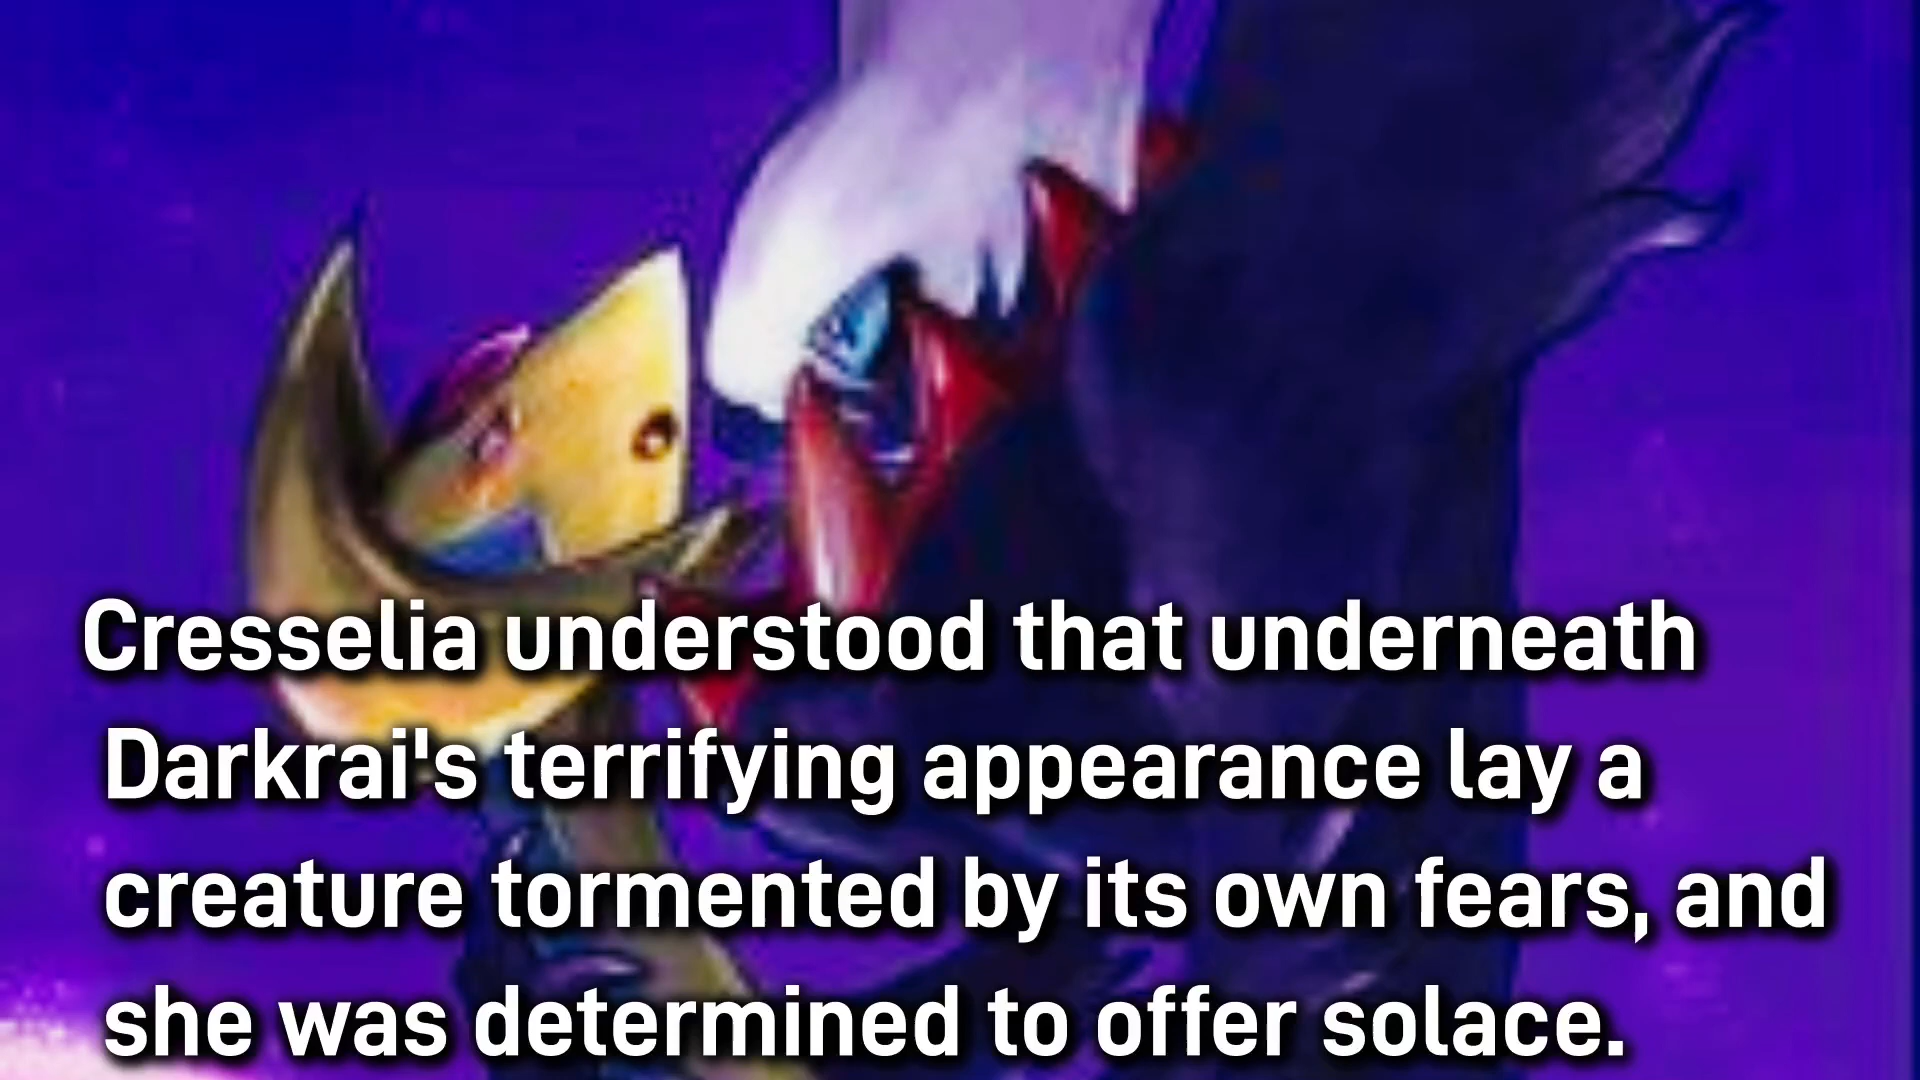 Cresselia understood that underneath
Darkrai's terrifying appearance lay a
creature tormented by its own fears, and
she was determined to offer solace.